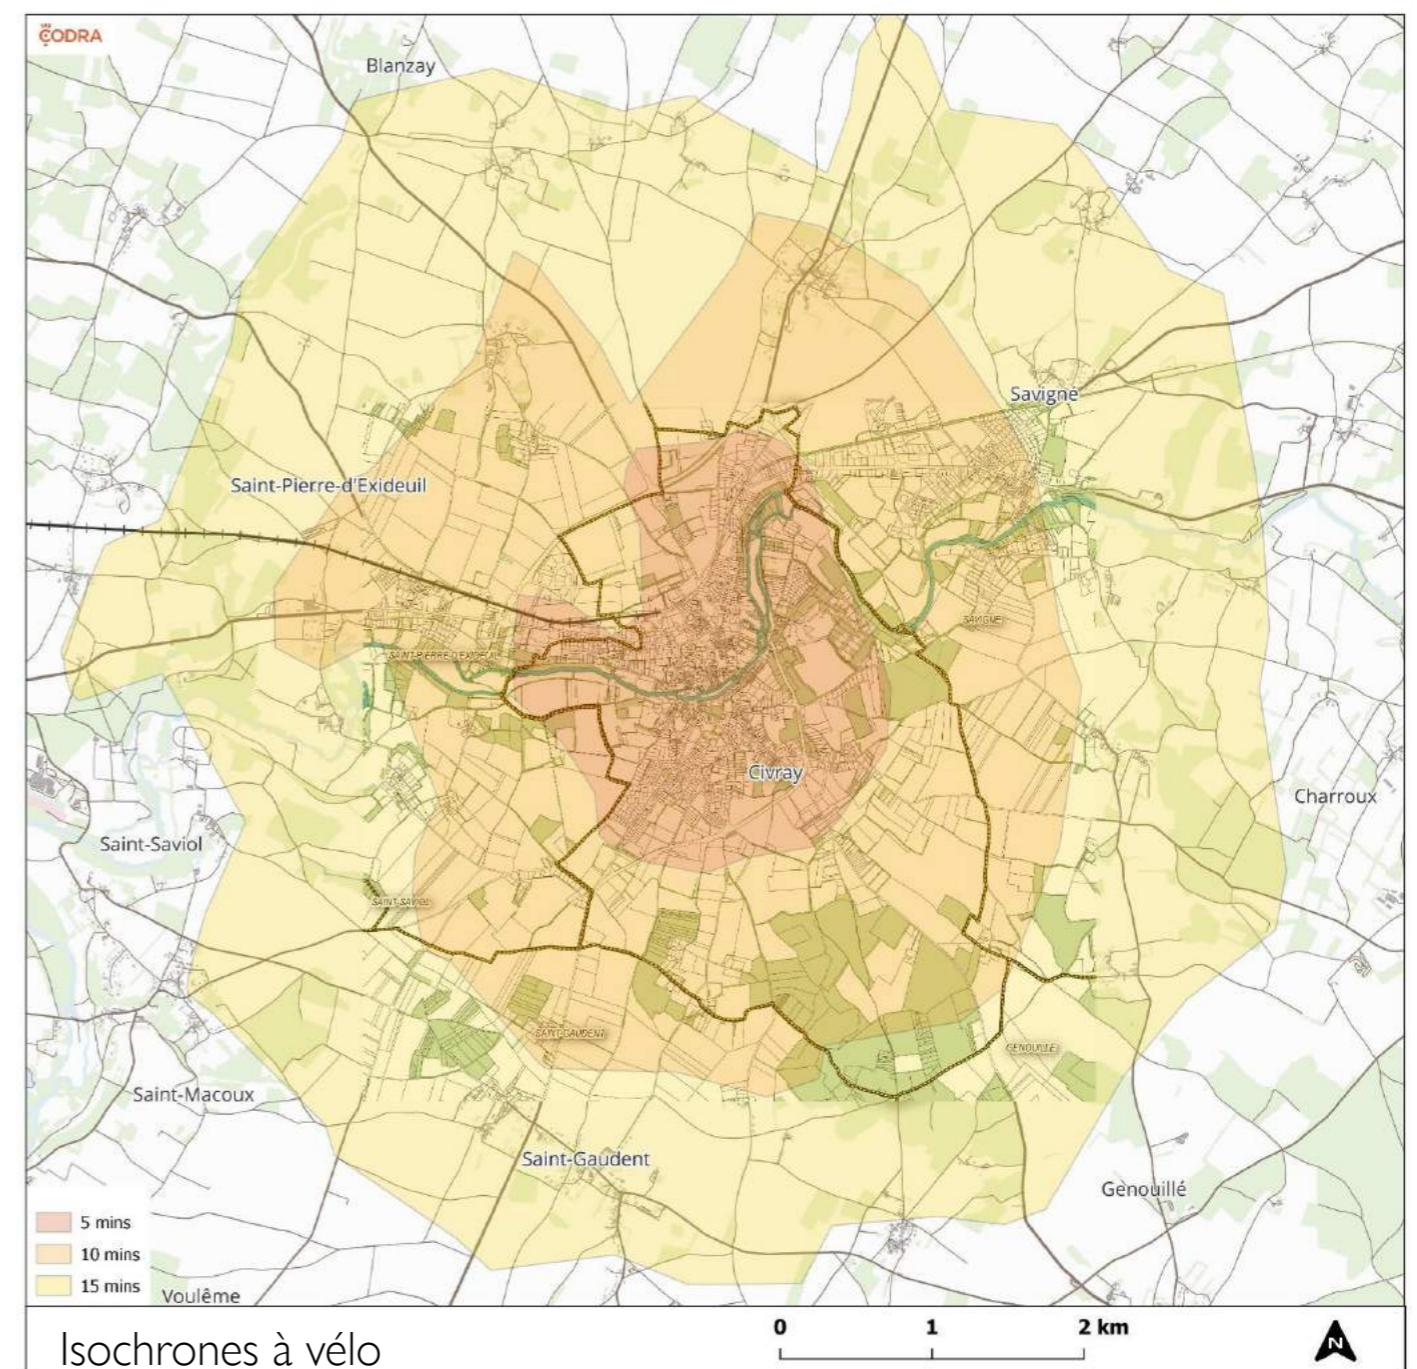 CODRA
Blanzay
Savigné
Saint-Pierre-d'Exideuil
SAVIGNE
SAINT-PIERRE-D'EXIDEUIL
Civray
Charroux
Saint-Saviol
SAINT-SAVIOL
SAINT-GAUDENT
GENOUILLE
Saint-Macoux
Saint-Gaudent
Genouillé
5 mins
10 mins
15 mins
Voulême
Isochrones à vélo
0 1 2 km
N